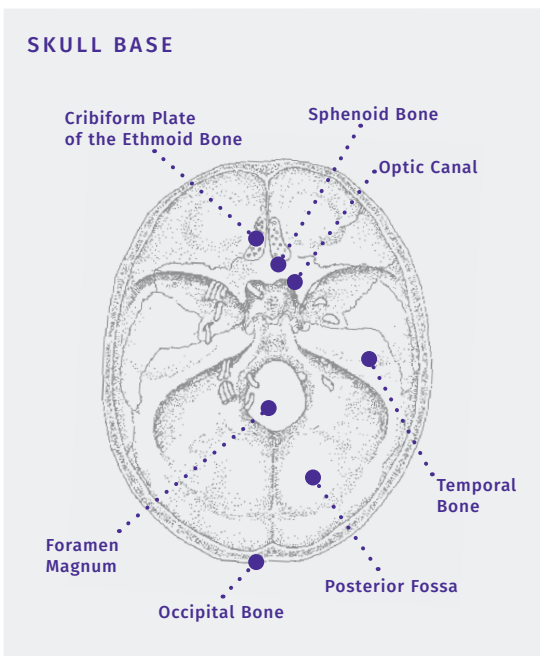 SKULL BASE
Cribiform Plate
of the Ethmoid Bone
Sphenoid Bone
Optic Canal
Temporal
Bone
Foramen
Magnum
Posterior Fossa
Occipital Bone